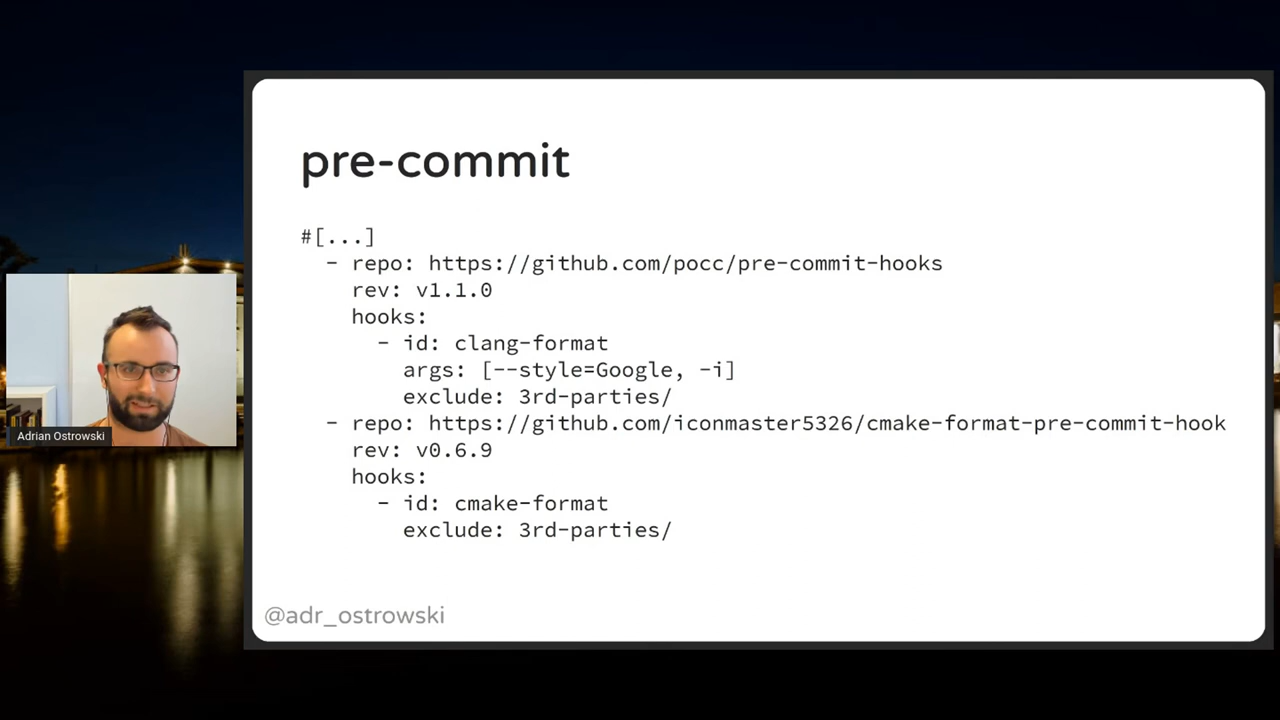 pre-commit
#[...]
  - repo: https://github.com/pocc/pre-commit-hooks
    rev: v1.1.0
    hooks:
      - id: clang-format
        args: [--style=Google, -i]
        exclude: 3rd-parties/
  - repo: https://github.com/iconmaster5326/cmake-format-pre-commit-hook
    rev: v0.6.9
    hooks:
      - id: cmake-format
        exclude: 3rd-parties/
Adrian Ostrowski
@adr_ostrowski